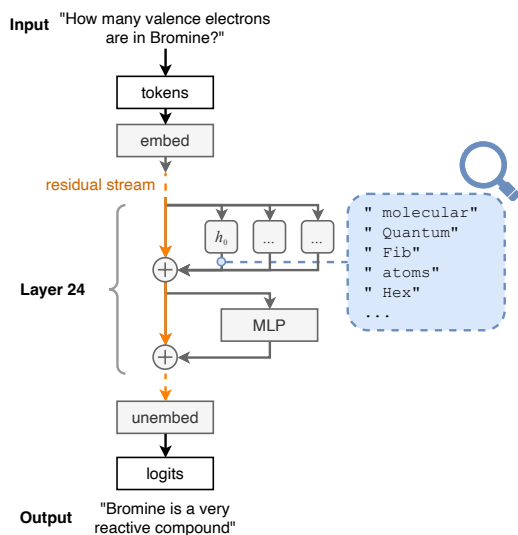 Input
"How many valence electrons
are in Bromine?"
tokens
embed
residual stream
Layer 24
h₀
...
...
" molecular"
" Quantum"
" Fib"
" atoms"
" Hex"
...
MLP
unembed
logits
Output
"Bromine is a very
reactive compound"